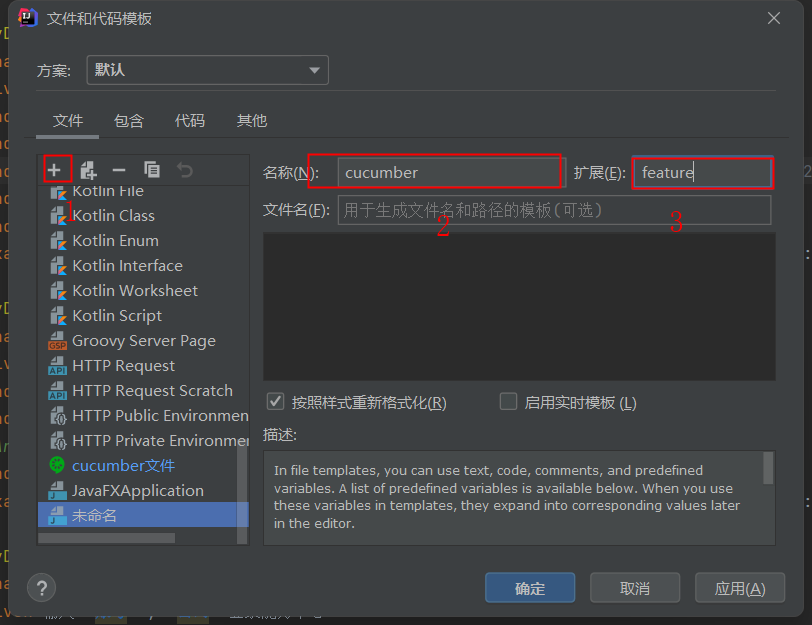 文件和代码模板
方案: 默认
文件 包含 代码 其他
名称(N): cucumber 扩展(E): feature
文件名(F): 用于生成文件名和路径的模板(可选)
2 3
Kotlin File
Kotlin Class
Kotlin Enum
Kotlin Interface
Kotlin Worksheet
Kotlin Script
Groovy Server Page
HTTP Request
HTTP Request Scratch
HTTP Public Environmen
HTTP Private Environmen
cucumber文件
JavaFXApplication
未命名
按照样式重新格式化(R) 启用实时模板 (L)
描述:
In file templates, you can use text, code, comments, and predefined
variables. A list of predefined variables is available below. When you use
these variables in templates, they expand into corresponding values later
in the editor.
? 确定 取消 应用(A)